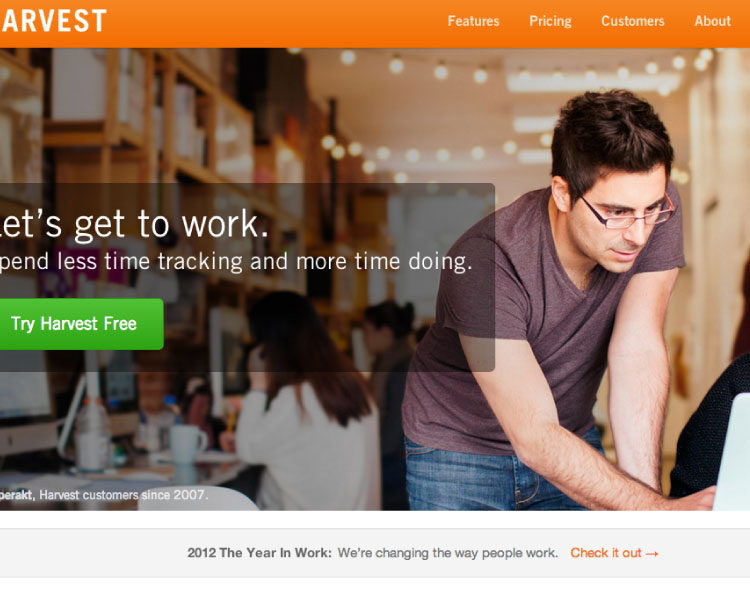 ARVEST
Features Pricing Customers About
et's get to work.
pend less time tracking and more time doing.
Try Harvest Free
perakt, Harvest customers since 2007.
2012 The Year In Work: We're changing the way people work. Check it out →